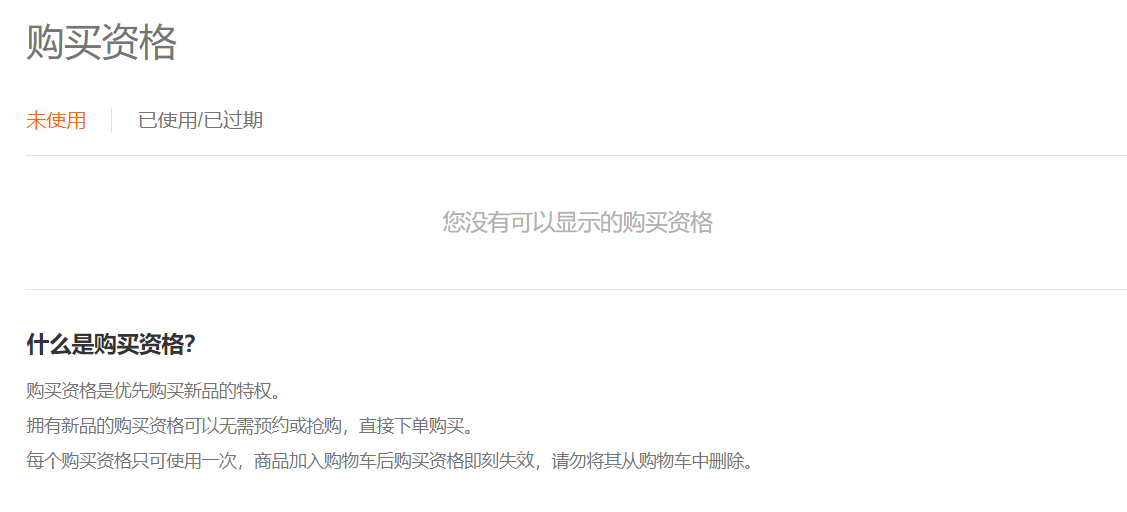 购买资格
未使用
已使用/已过期
您没有可以显示的购买资格
什么是购买资格？
购买资格是优先购买新品的特权。
拥有新品的购买资格可以无需预约或抢购，直接下单购买。
每个购买资格只可使用一次，商品加入购物车后购买资格即刻失效，请勿将其从购物车中删除。